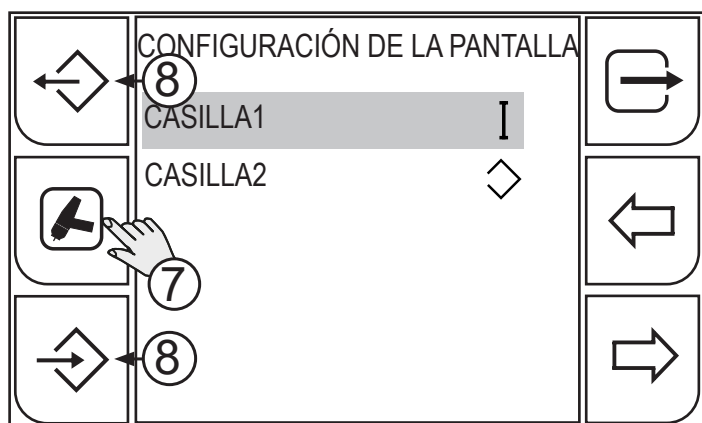 CONFIGURACIÓN DE LA PANTALLA
8
CASILLA1
CASILLA2
7
8